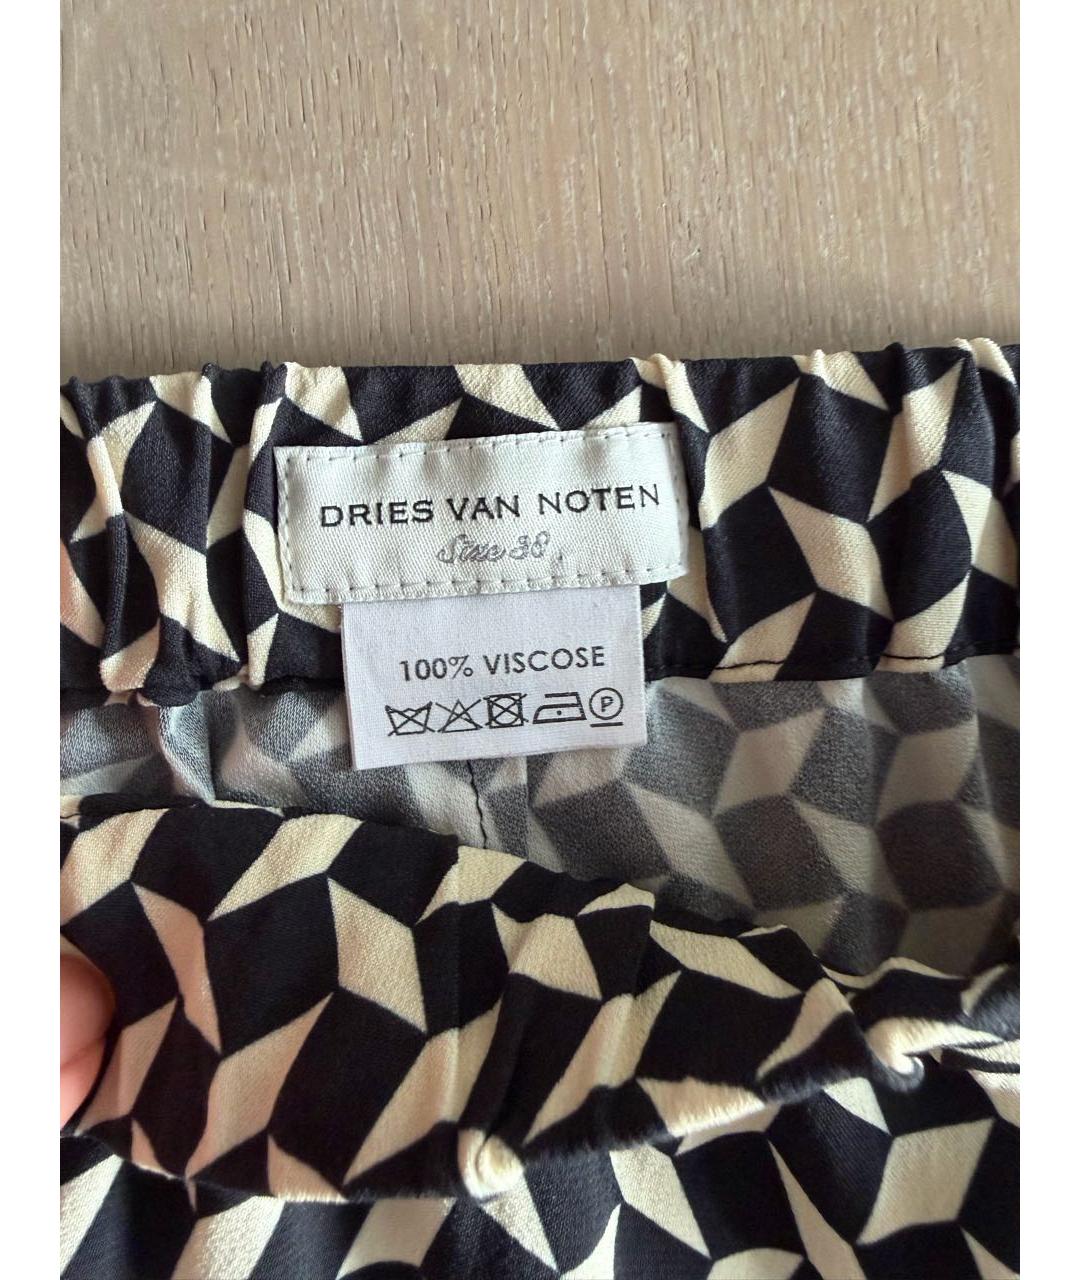 DRIES VAN NOTEN
Size 38
100% VISCOSE
P